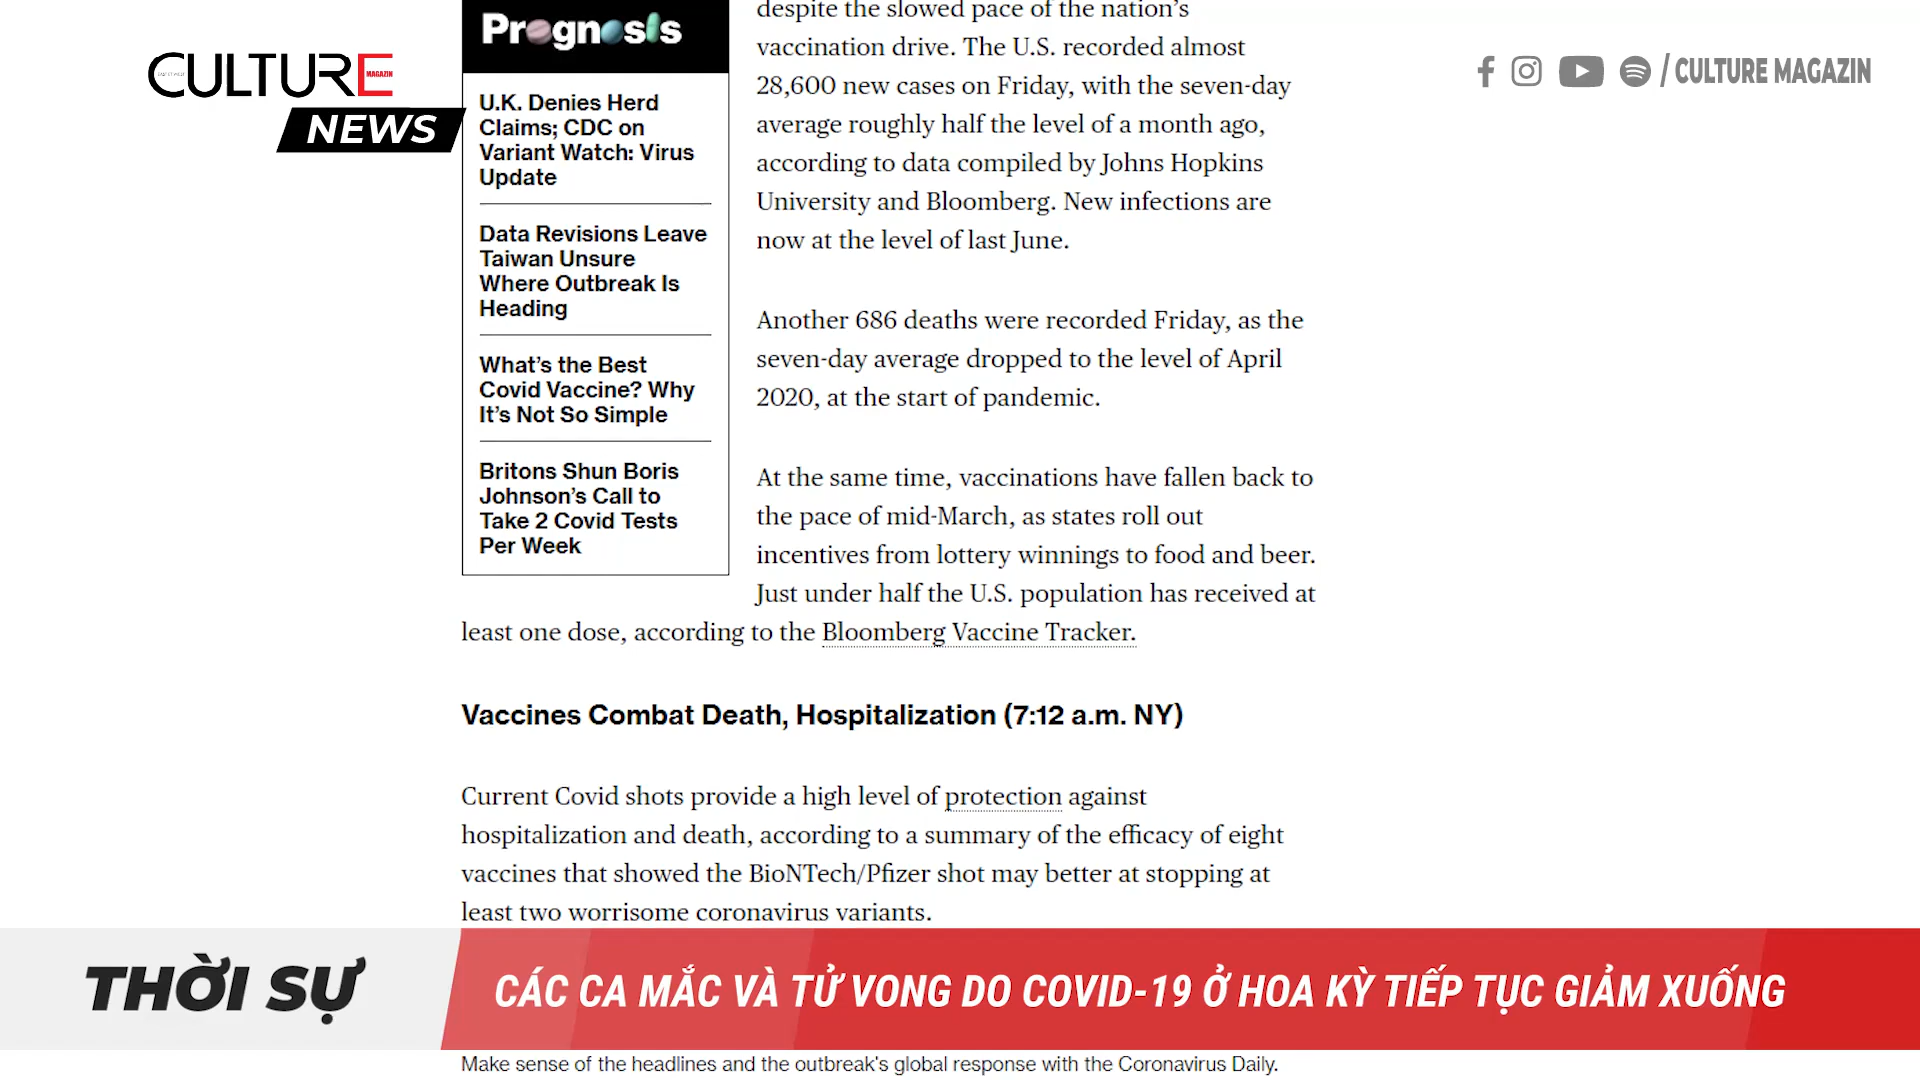 CULTURE
MAGAZIN
NEWS
/ CULTURE MAGAZIN
Prognosis
U.K. Denies Herd
Claims; CDC on
Variant Watch: Virus
Update
Data Revisions Leave
Taiwan Unsure
Where Outbreak Is
Heading
What's the Best
Covid Vaccine? Why
It's Not So Simple
Britons Shun Boris
Johnson's Call to
Take 2 Covid Tests
Per Week
despite the slowed pace of the nation's
vaccination drive. The U.S. recorded almost
28,600 new cases on Friday, with the seven-day
average roughly half the level of a month ago,
according to data compiled by Johns Hopkins
University and Bloomberg. New infections are
now at the level of last June.
Another 686 deaths were recorded Friday, as the
seven-day average dropped to the level of April
2020, at the start of pandemic.
At the same time, vaccinations have fallen back to
the pace of mid-March, as states roll out
incentives from lottery winnings to food and beer.
Just under half the U.S. population has received at
least one dose, according to the Bloomberg Vaccine Tracker.
Vaccines Combat Death, Hospitalization (7:12 a.m. NY)
Current Covid shots provide a high level of protection against
hospitalization and death, according to a summary of the efficacy of eight
vaccines that showed the BioNTech/Pfizer shot may better at stopping at
least two worrisome coronavirus variants.
THỜI SỰ
CÁC CA MẮC VÀ TỬ VONG DO COVID-19 Ở HOA KỲ TIẾP TỤC GIẢM XUỐNG
Make sense of the headlines and the outbreak's global response with the Coronavirus Daily.